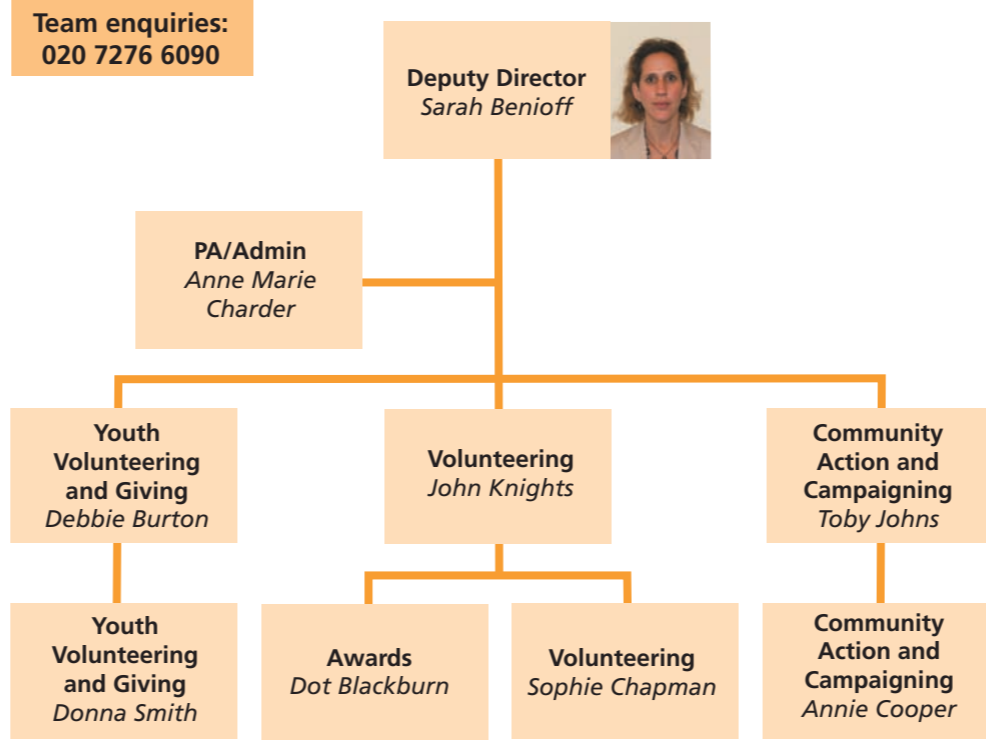 Team enquiries:
020 7276 6090
Deputy Director
Sarah Benioff
PA/Admin
Anne Marie
Charder
Youth
Volunteering
and Giving
Debbie Burton
Volunteering
John Knights
Community
Action and
Campaigning
Toby Johns
Youth
Volunteering
and Giving
Donna Smith
Awards
Dot Blackburn
Volunteering
Sophie Chapman
Community
Action and
Campaigning
Annie Cooper